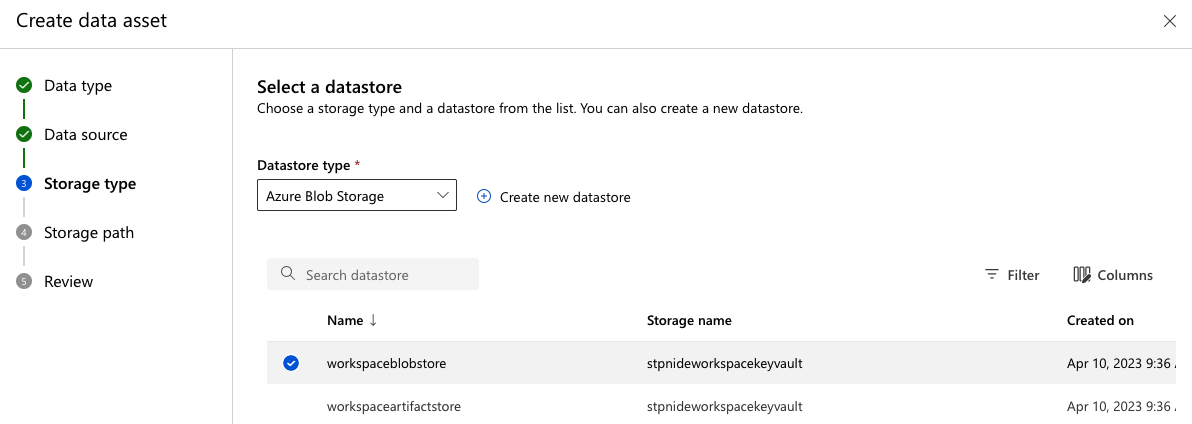 Create data asset
Data type
Data source
3 Storage type
4 Storage path
5 Review
Select a datastore
Choose a storage type and a datastore from the list. You can also create a new datastore.
Datastore type *
Azure Blob Storage
Create new datastore
Search datastore
Filter
Columns
Name Storage name Created on
workspaceblobstore stpnideworkspacekeyvault Apr 10, 2023 9:36
workspaceartifactstore stpnideworkspacekeyvault Apr 10, 2023 9:36